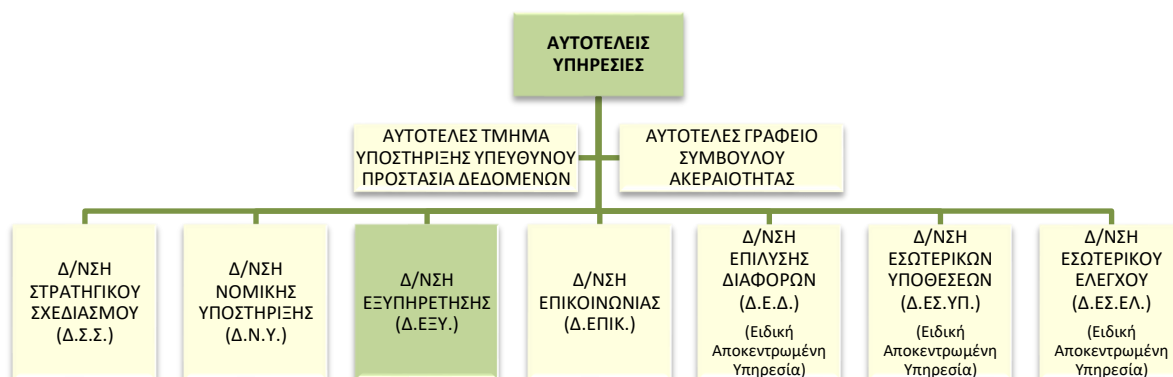 ΑΥΤΟΤΕΛΕΙΣ
ΥΠΗΡΕΣΙΕΣ
ΑΥΤΟΤΕΛΕΣ ΤΜΗΜΑ
ΥΠΟΣΤΗΡΙΞΗΣ ΥΠΕΥΘΥΝΟΥ
ΠΡΟΣΤΑΣΙΑ ΔΕΔΟΜΕΝΩΝ
ΑΥΤΟΤΕΛΕΣ ΓΡΑΦΕΙΟ
ΣΥΜΒΟΥΛΟΥ
ΑΚΕΡΑΙΟΤΗΤΑΣ
Δ/ΝΣΗ
ΣΤΡΑΤΗΓΙΚΟΥ
ΣΧΕΔΙΑΣΜΟΥ
(Δ.Σ.Σ.)
Δ/ΝΣΗ
ΝΟΜΙΚΗΣ
ΥΠΟΣΤΗΡΙΞΗΣ
(Δ.Ν.Υ.)
Δ/ΝΣΗ
ΕΞΥΠΗΡΕΤΗΣΗΣ
(Δ.ΕΞΥ.)
Δ/ΝΣΗ
ΕΠΙΚΟΙΝΩΝΙΑΣ
(Δ.ΕΠΙΚ.)
Δ/ΝΣΗ
ΕΠΙΛΥΣΗΣ
ΔΙΑΦΟΡΩΝ
(Δ.Ε.Δ.)
(Ειδική
Αποκεντρωμένη
Υπηρεσία)
Δ/ΝΣΗ
ΕΣΩΤΕΡΙΚΩΝ
ΥΠΟΘΕΣΕΩΝ
(Δ.ΕΣ.ΥΠ.)
(Ειδική
Αποκεντρωμένη
Υπηρεσία)
Δ/ΝΣΗ
ΕΣΩΤΕΡΙΚΟΥ
ΕΛΕΓΧΟΥ
(Δ.ΕΣ.ΕΛ.)
(Ειδική
Αποκεντρωμένη
Υπηρεσία)